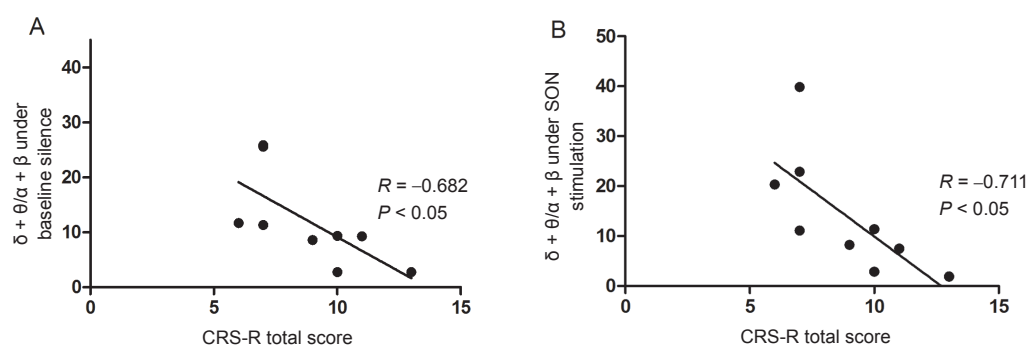 A
δ + θ/α + β under
baseline silence
40
30
20
10
0
0
5
10
15
CRS-R total score
R = –0.682
P < 0.05
B
δ + θ/α + β under SON
stimulation
50
40
30
20
10
0
0
5
10
15
CRS-R total score
R = –0.711
P < 0.05